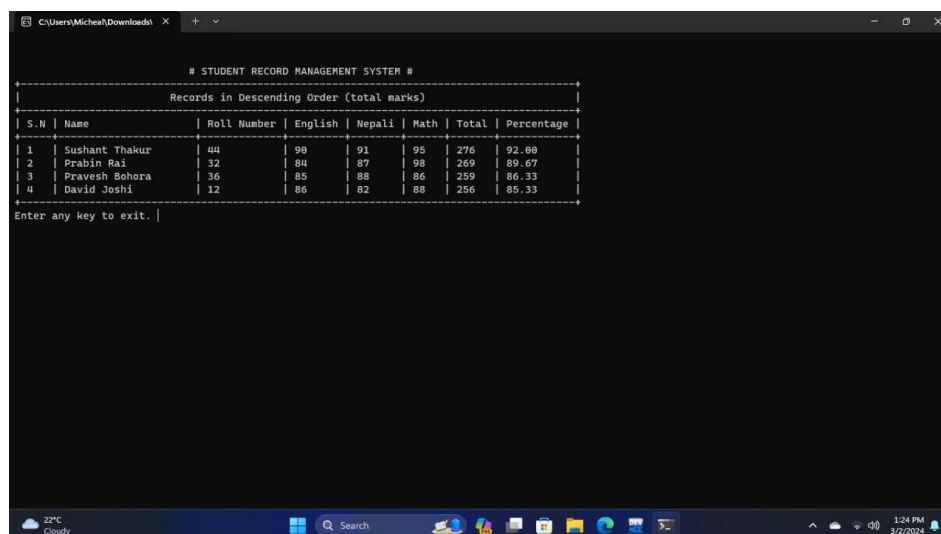 C:\Users\Micheal\Downloads\
# STUDENT RECORD MANAGEMENT SYSTEM #
Records in Descending Order (total marks)
| S.N | Name | Roll Number | English | Nepali | Math | Total | Percentage |
| 1 | Sushant Thakur | 44 | 90 | 91 | 95 | 276 | 92.00 |
| 2 | Prabin Rai | 32 | 84 | 87 | 98 | 269 | 89.67 |
| 3 | Pravesh Bohora | 36 | 85 | 88 | 86 | 259 | 86.33 |
| 4 | David Joshi | 12 | 86 | 82 | 88 | 256 | 85.33 |
Enter any key to exit.
22°C
Cloudy
Search
DEV
1:24 PM
3/2/2024